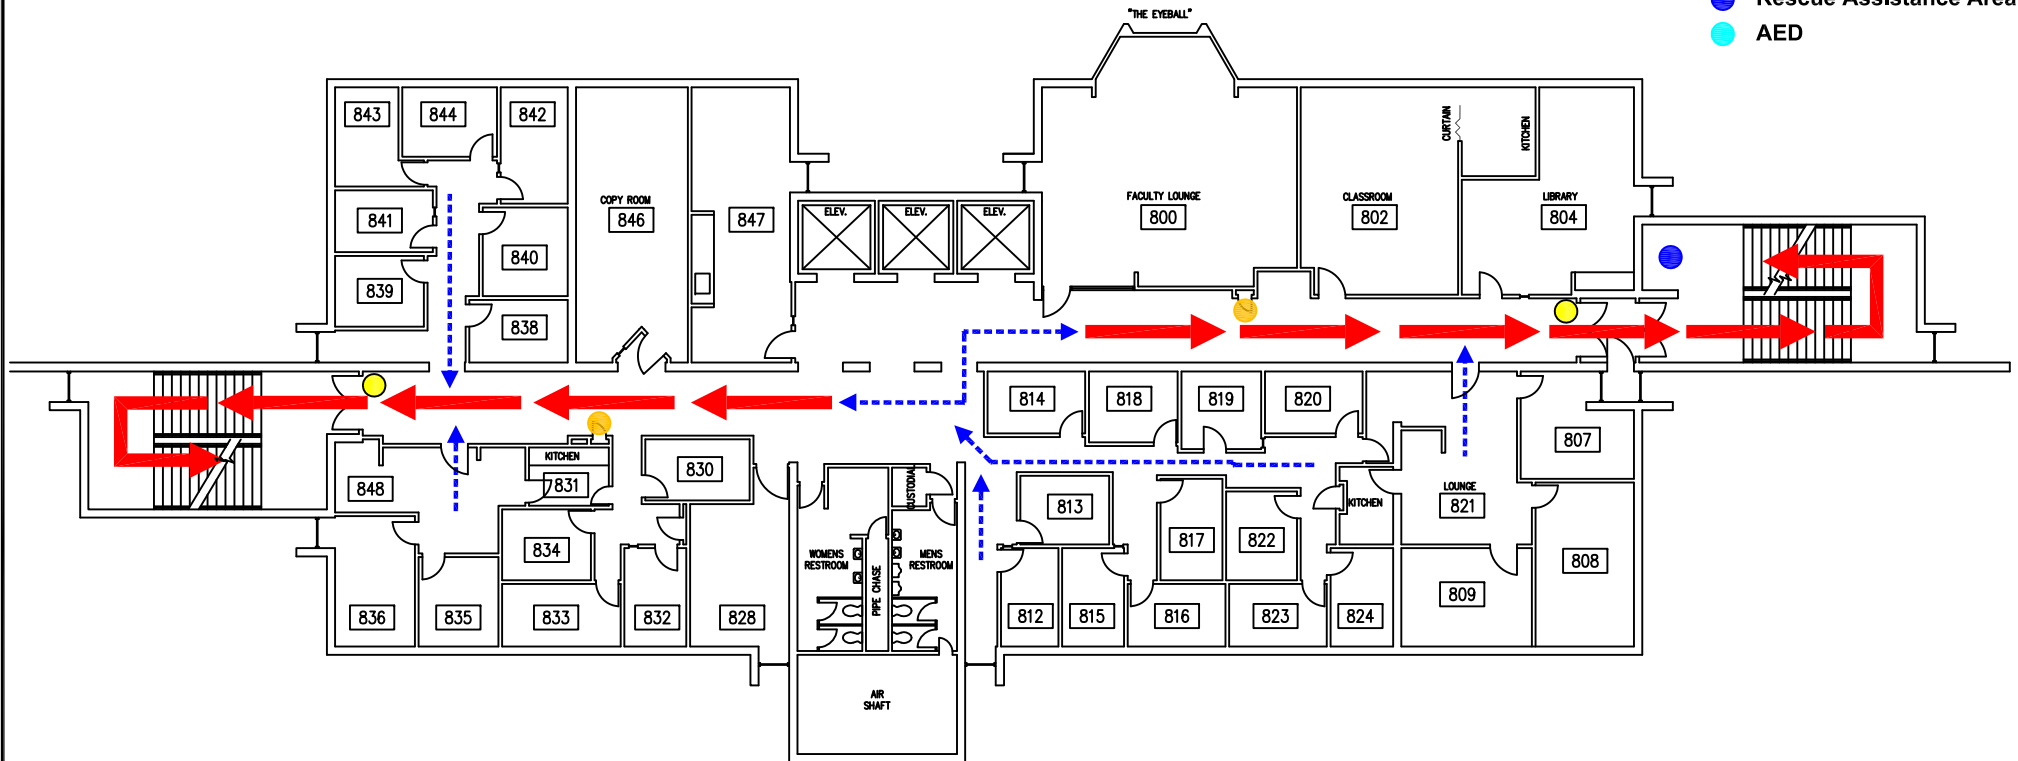 "THE EYEBALL"
Rescue Assistance Area
AED
843
844
842
841
840
839
838
COPY ROOM
846
847
ELEV.
ELEV.
ELEV.
FACULTY LOUNGE
800
CLASSROOM
802
CURTAIN
KITCHEN
LIBRARY
804
814
818
819
820
807
848
KITCHEN
831
830
834
836
835
833
832
828
WOMENS
RESTROOM
PIPE CHASE
CUSTODIAL
MENS
RESTROOM
AIR
SHAFT
813
817
822
KITCHEN
LOUNGE
821
808
812
815
816
823
824
809